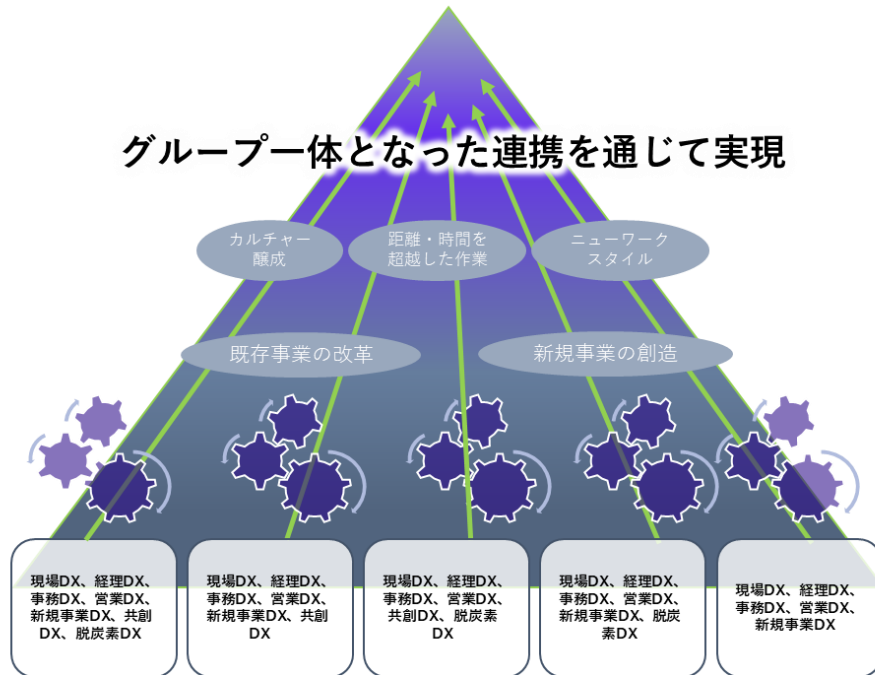 グループ一体となった連携を通じて実現
カルチャー
醸成
距離・時間を
超越した作業
ニューワーク
スタイル
既存事業の改革
新規事業の創造
現場DX、経理DX、
事務DX、営業DX、
新規事業DX、共創
DX、脱炭素DX
現場DX、経理DX、
事務DX、営業DX、
新規事業DX、共創
DX
現場DX、経理DX、
事務DX、営業DX、
共創DX、脱炭素
DX
現場DX、経理DX、
事務DX、営業DX、
新規事業DX、脱炭
素DX
現場DX、経理DX、
事務DX、営業DX、
新規事業DX